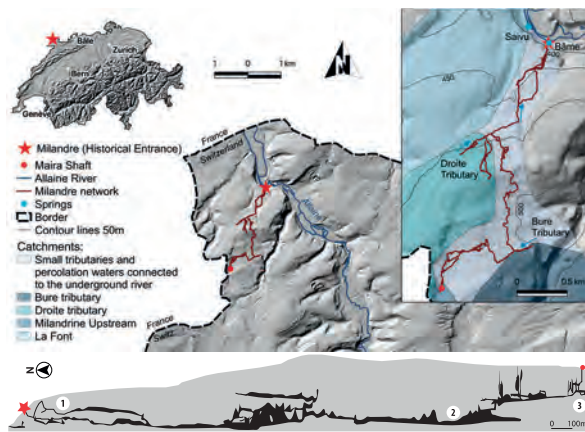 Bâle
Zurich
Bern
Genève
1 0 1 km
N
Milandre (Historical Entrance)
Maira Shaft
Allaine River
Milandre network
Springs
Border
Contour lines 50m
Catchments:
Small tributaries and
percolation waters connected
to the underground river
Bure tributary
Droite tributary
Milandrine Upstream
La Font
France
Switzerland
France
Saivu
Bâme
450
Droite
Tributary
500
Bure
Tributary
0 0.5 km
N
1
2
3
0 100m